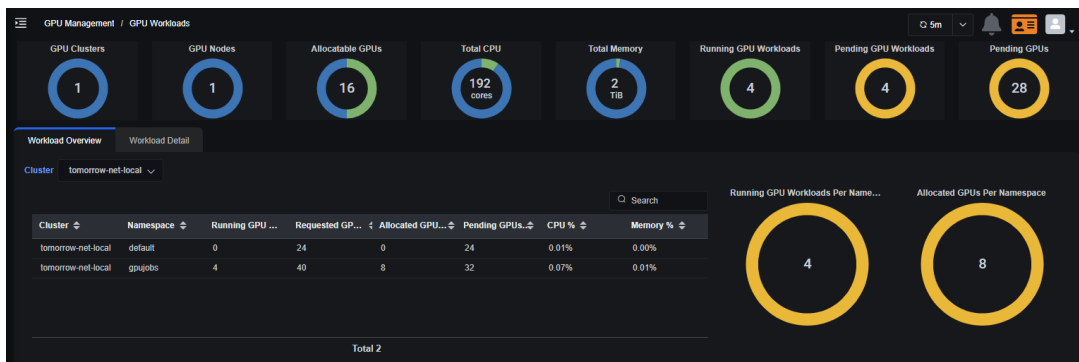 GPU Management / GPU Workloads
5m
GPU Clusters
GPU Nodes
Allocatable GPUs
Total CPU
Total Memory
Running GPU Workloads
Pending GPU Workloads
Pending GPUs
1
1
16
192
cores
2
TiB
4
4
28
Workload Overview
Workload Detail
Cluster tomorrow-net-local
Search
Cluster Namespace Running GPU ... Requested GP... Allocated GPU... Pending GPUs.. CPU % Memory %
tomorrow-net-local default 0 24 0 24 0.01% 0.00%
tomorrow-net-local gpujobs 4 40 8 32 0.07% 0.01%
Total 2
Running GPU Workloads Per Name...
4
Allocated GPUs Per Namespace
8